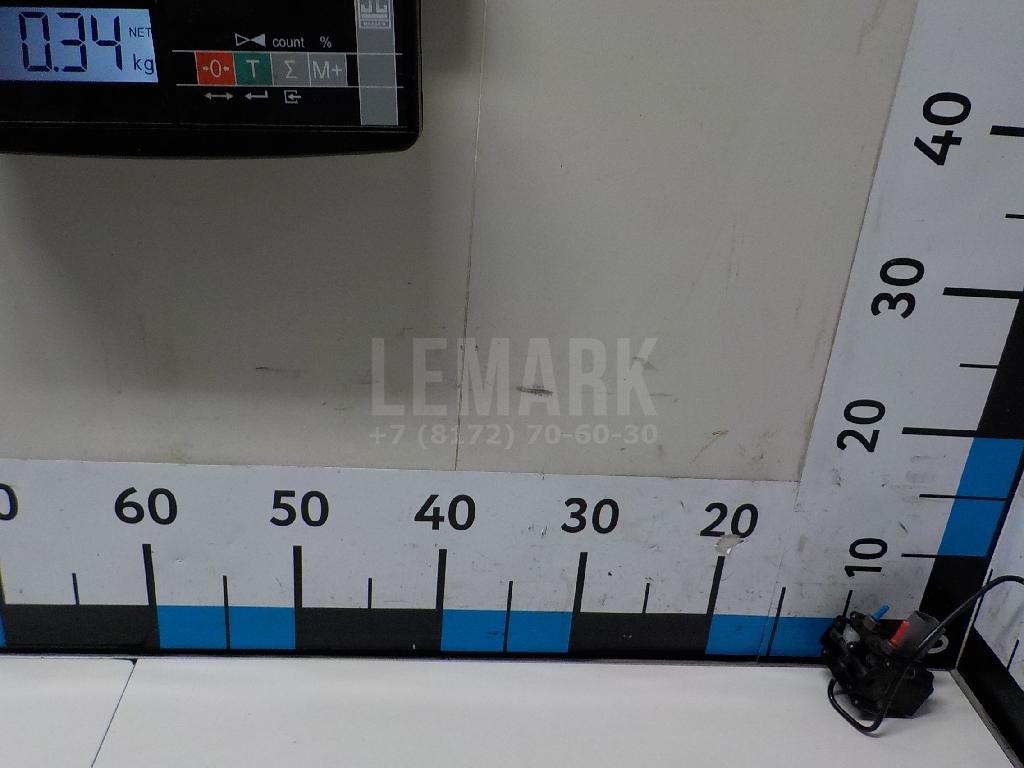 0.34 NET kg
count %
→0← T Σ M+
40
30
20
10
LEMARK
+7 (8172) 70-60-30
60 50 40 30 20